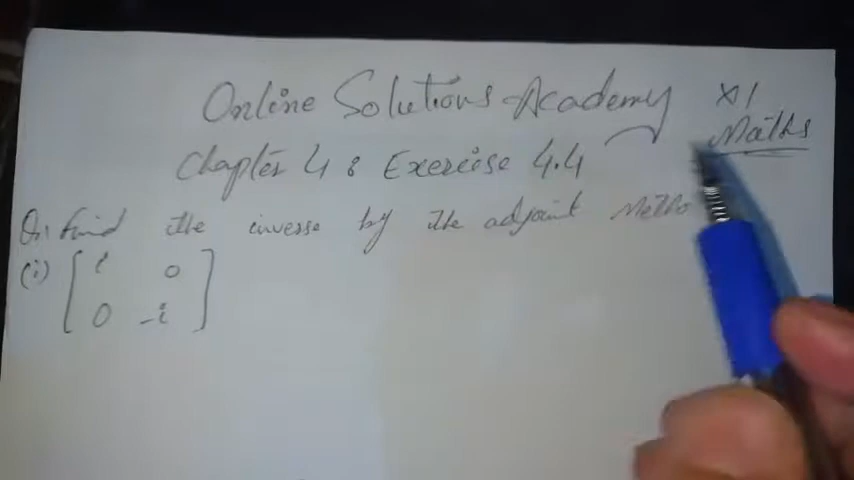 Online Solutions Academy XI
Maths
Chapter 4 : Exercise 4.4
Q1 Find the inverse by the adjoint Metho
(i) [ i 0 ]
[ 0 -i ]